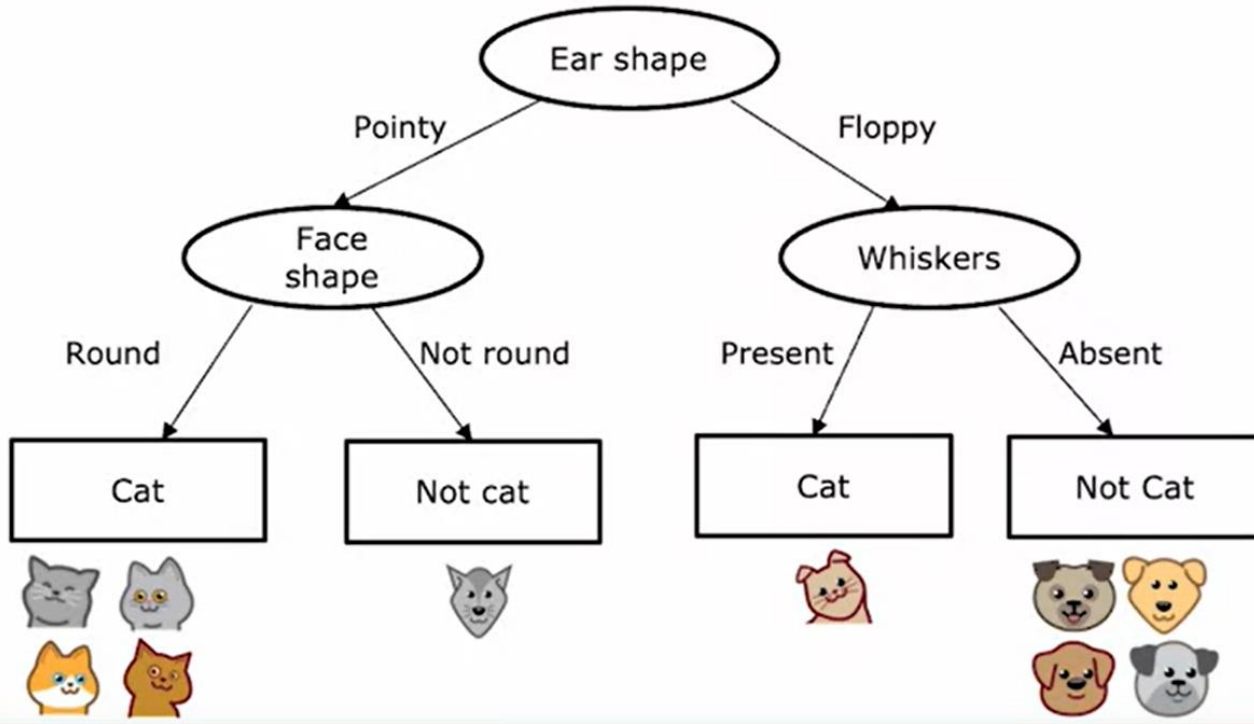 Ear shape
Pointy
Floppy
Face
shape
Whiskers
Round
Not round
Present
Absent
Cat
Not cat
Cat
Not Cat